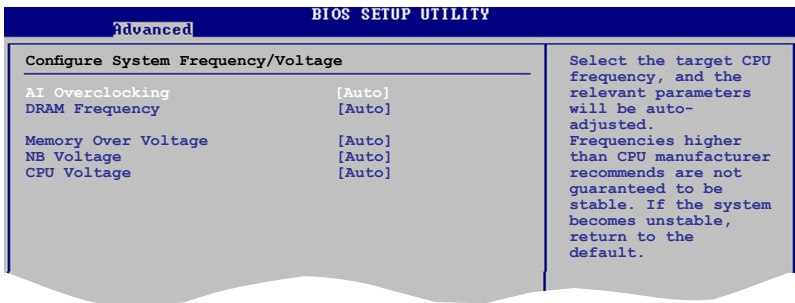 BIOS SETUP UTILITY
Advanced
Configure System Frequency/Voltage
AI Overclocking [Auto]
DRAM Frequency [Auto]
Memory Over Voltage [Auto]
NB Voltage [Auto]
CPU Voltage [Auto]
Select the target CPU
frequency, and the
relevant parameters
will be auto-
adjusted.
Frequencies higher
than CPU manufacturer
recommends are not
guaranteed to be
stable. If the system
becomes unstable,
return to the
default.